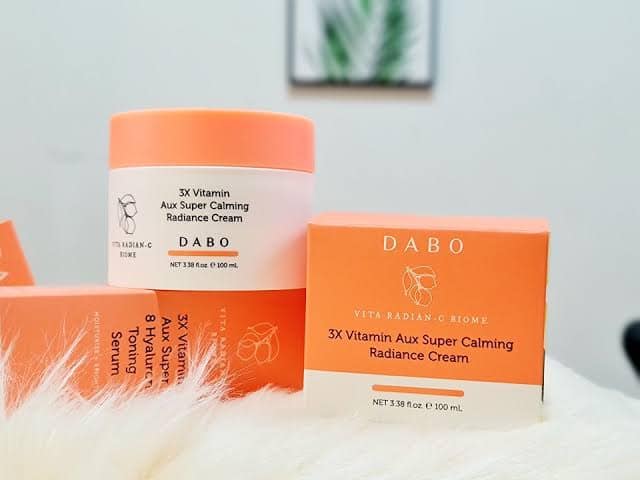 3X Vitamin
Aux Super Calming
Radiance Cream
VITA RADIAN-C
BIOME
DABO
NET 3.38 fl.oz. ℮ 100 mL
DABO
VITA RADIAN-C BIOME
3X Vitamin Aux Super Calming
Radiance Cream
NET 3.38 fl.oz. ℮ 100 mL
3X Vitamin
Aux Super
8 Hyaluron
Toning
Serum